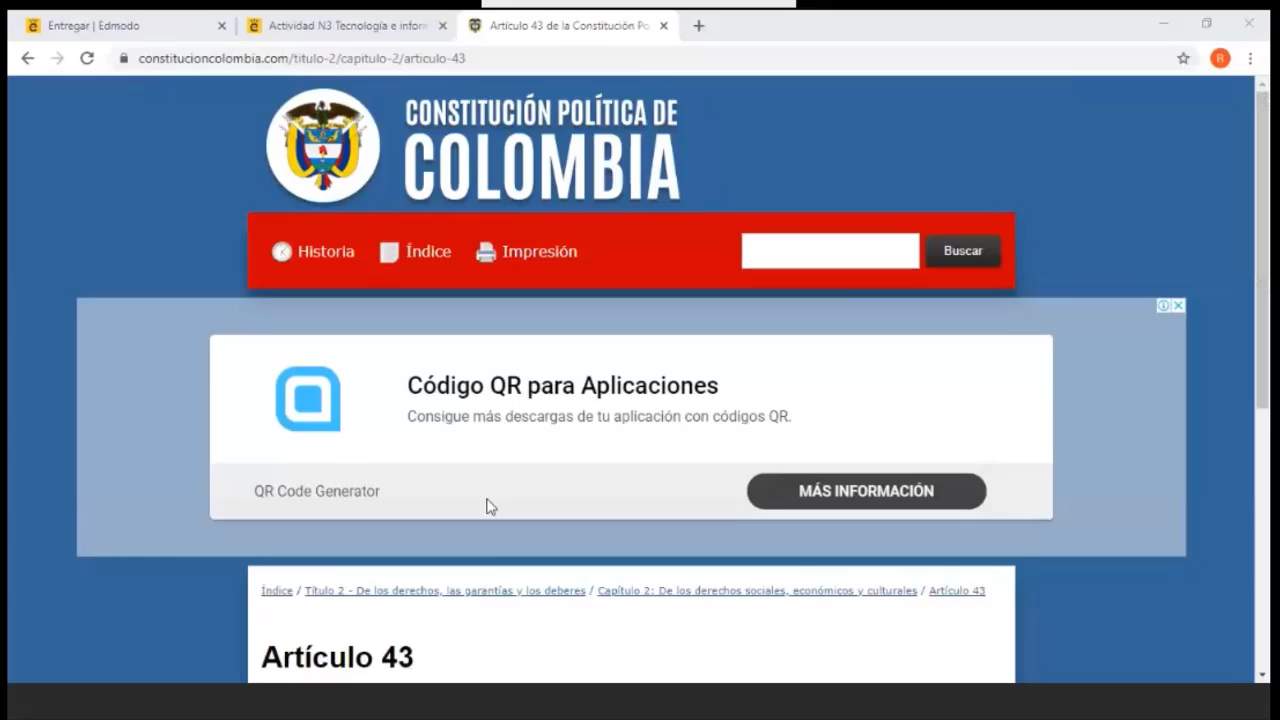 Entregar | Edmodo
Actividad N3 Tecnología e inforn
Artículo 43 de la Constitución Po
constitucioncolombia.com/titulo-2/capitulo-2/articulo-43
R
CONSTITUCIÓN POLÍTICA DE
COLOMBIA
Historia
Índice
Impresión
Buscar
Código QR para Aplicaciones
Consigue más descargas de tu aplicación con códigos QR.
QR Code Generator
MÁS INFORMACIÓN
Índice / Título 2 - De los derechos, las garantías y los deberes / Capítulo 2: De los derechos sociales, económicos y culturales / Artículo 43
Artículo 43